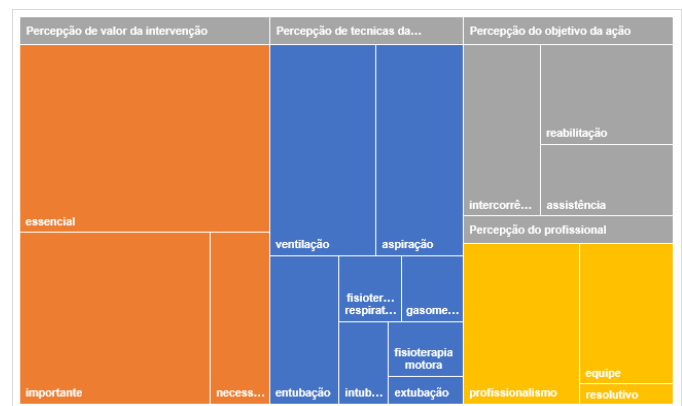 Percepção de valor da intervenção
essencial
importante
necess...
Percepção de tecnicas da...
ventilação
aspiração
entubação
fisioter...
respirat...
gasome...
intub...
fisioterapia
motora
extubação
Percepção do objetivo da ação
intercorrê...
reabilitação
assistência
Percepção do profissional
profissionalismo
equipe
resolutivo